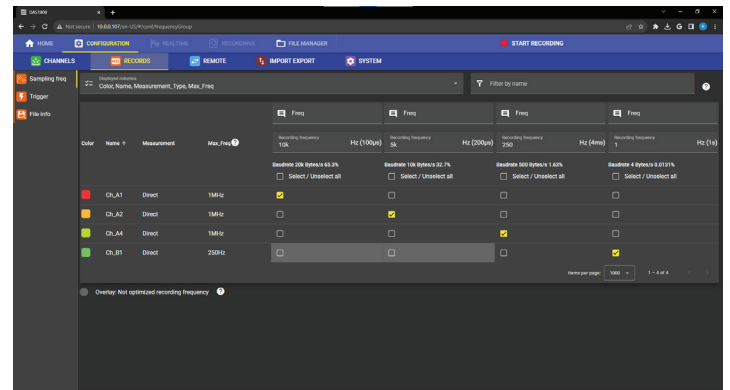 DAS1800
Not secure | 10.0.0.107/en-US/#/conf/frequencyGroup
HOME CONFIGURATION REALTIME RECORDINGS FILE MANAGER START RECORDING
CHANNELS RECORDS REMOTE IMPORT EXPORT SYSTEM
Sampling freq
Trigger
File info
Displayed columns
Color, Name, Measurement_Type, Max_Freq
Filter by name
Freq Freq Freq Freq
Color Name ↑ Measurement Max_Freq
Recording frequency Recording frequency Recording frequency Recording frequency
10k Hz (100µs) 5k Hz (200µs) 250 Hz (4ms) 1 Hz (1s)
Baudrate 20k Bytes/s 65.3% Baudrate 10k Bytes/s 32.7% Baudrate 500 Bytes/s 1.63% Baudrate 4 Bytes/s 0.0131%
Select / Unselect all Select / Unselect all Select / Unselect all Select / Unselect all
Ch_A1 Direct 1MHz
Ch_A2 Direct 1MHz
Ch_A4 Direct 1MHz
Ch_B1 Direct 250Hz
Items per page: 1000 1 – 4 of 4
Overlay: Not optimized recording frequency